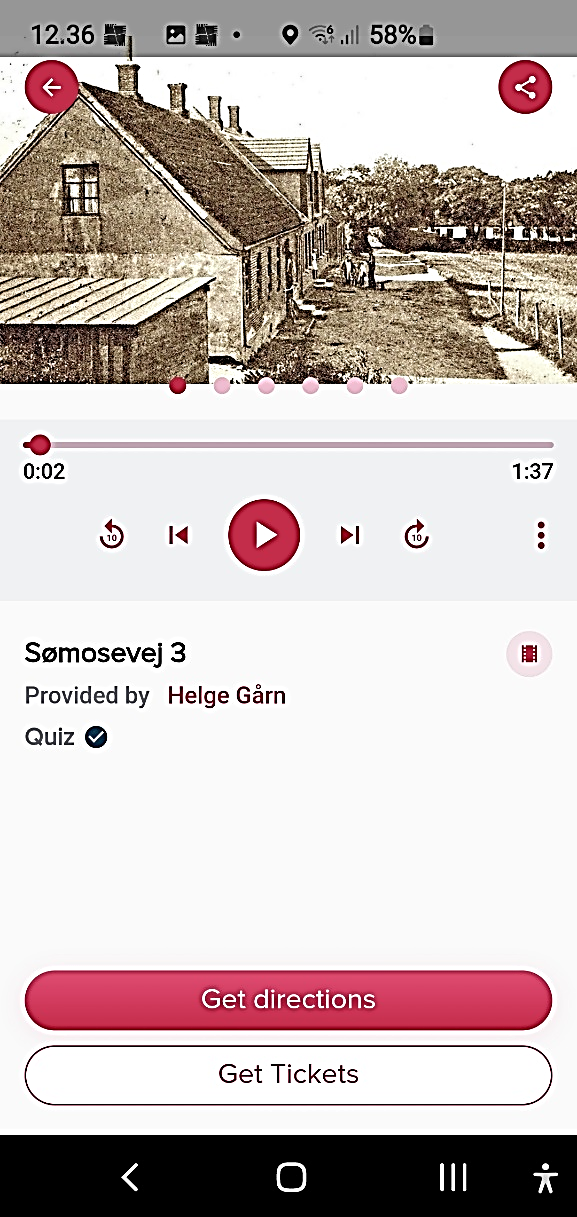 12.36 58%
0:02 1:37
10 10
Sømosevej 3
Provided by Helge Gårn
Quiz
Get directions
Get Tickets